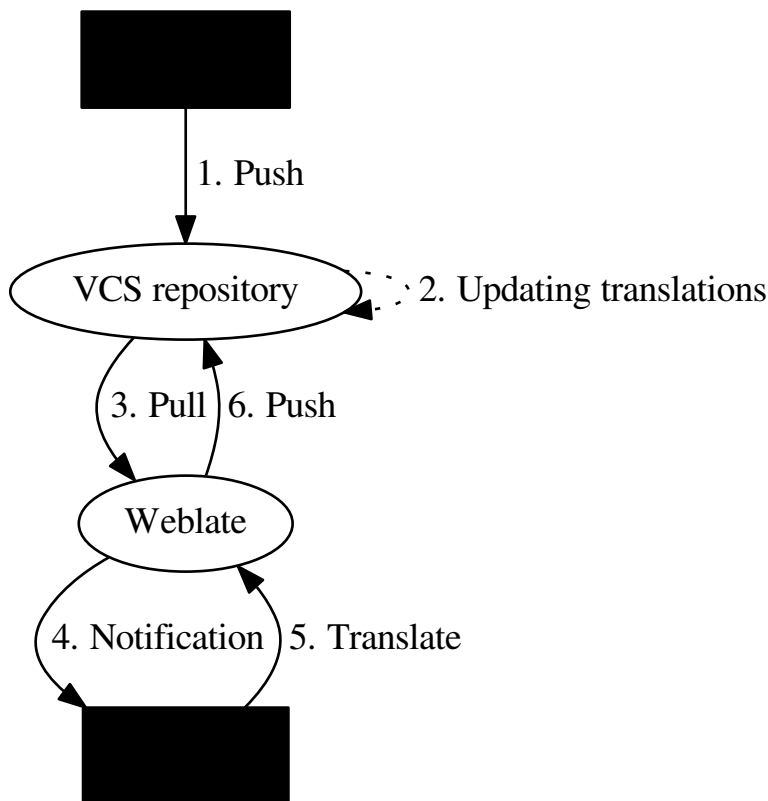 1. Push
VCS repository
2. Updating translations
3. Pull
6. Push
Weblate
4. Notification
5. Translate